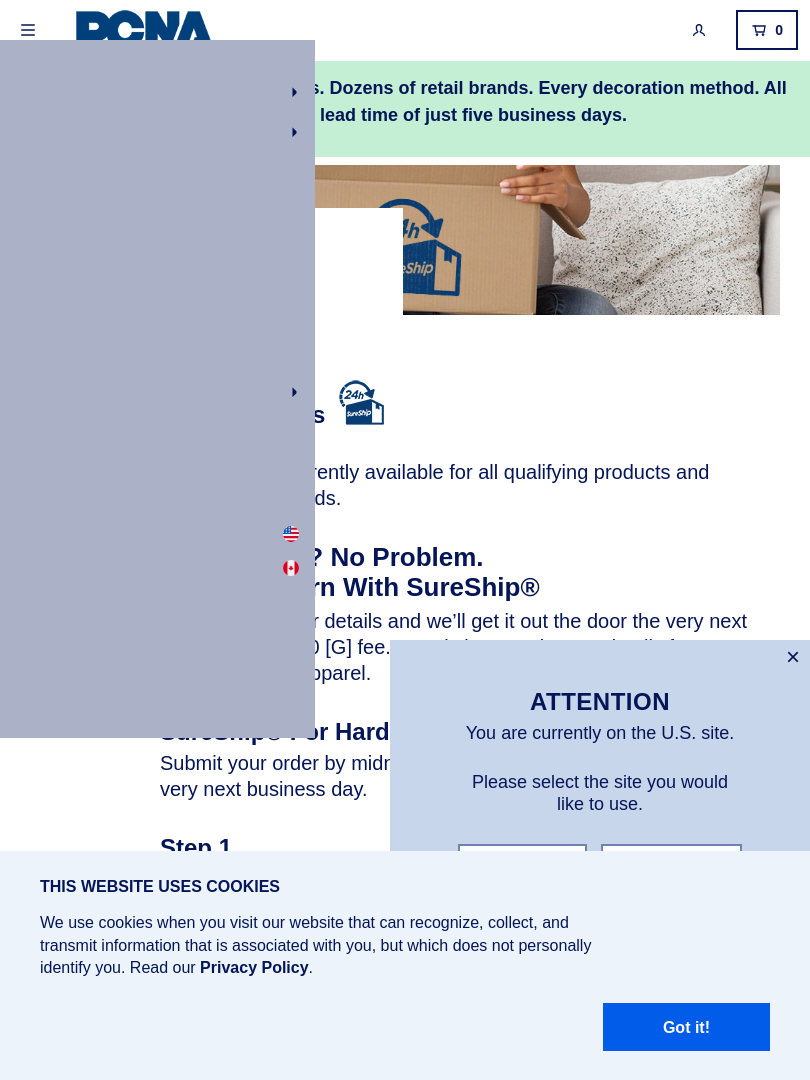 PCNA
0
s. Dozens of retail brands. Every decoration method. All
lead time of just five business days.
4h
eShip
24h
SureShip
s
rently available for all qualifying products and
ds.
? No Problem.
rn With SureShip®
r details and we’ll get it out the door the very next
0 [G] fee.
pparel.
SureShip® For Hard
Submit your order by midn
very next business day.
Step 1
×
ATTENTION
You are currently on the U.S. site.
Please select the site you would
like to use.
THIS WEBSITE USES COOKIES
We use cookies when you visit our website that can recognize, collect, and
transmit information that is associated with you, but which does not personally
identify you. Read our Privacy Policy.
Got it!